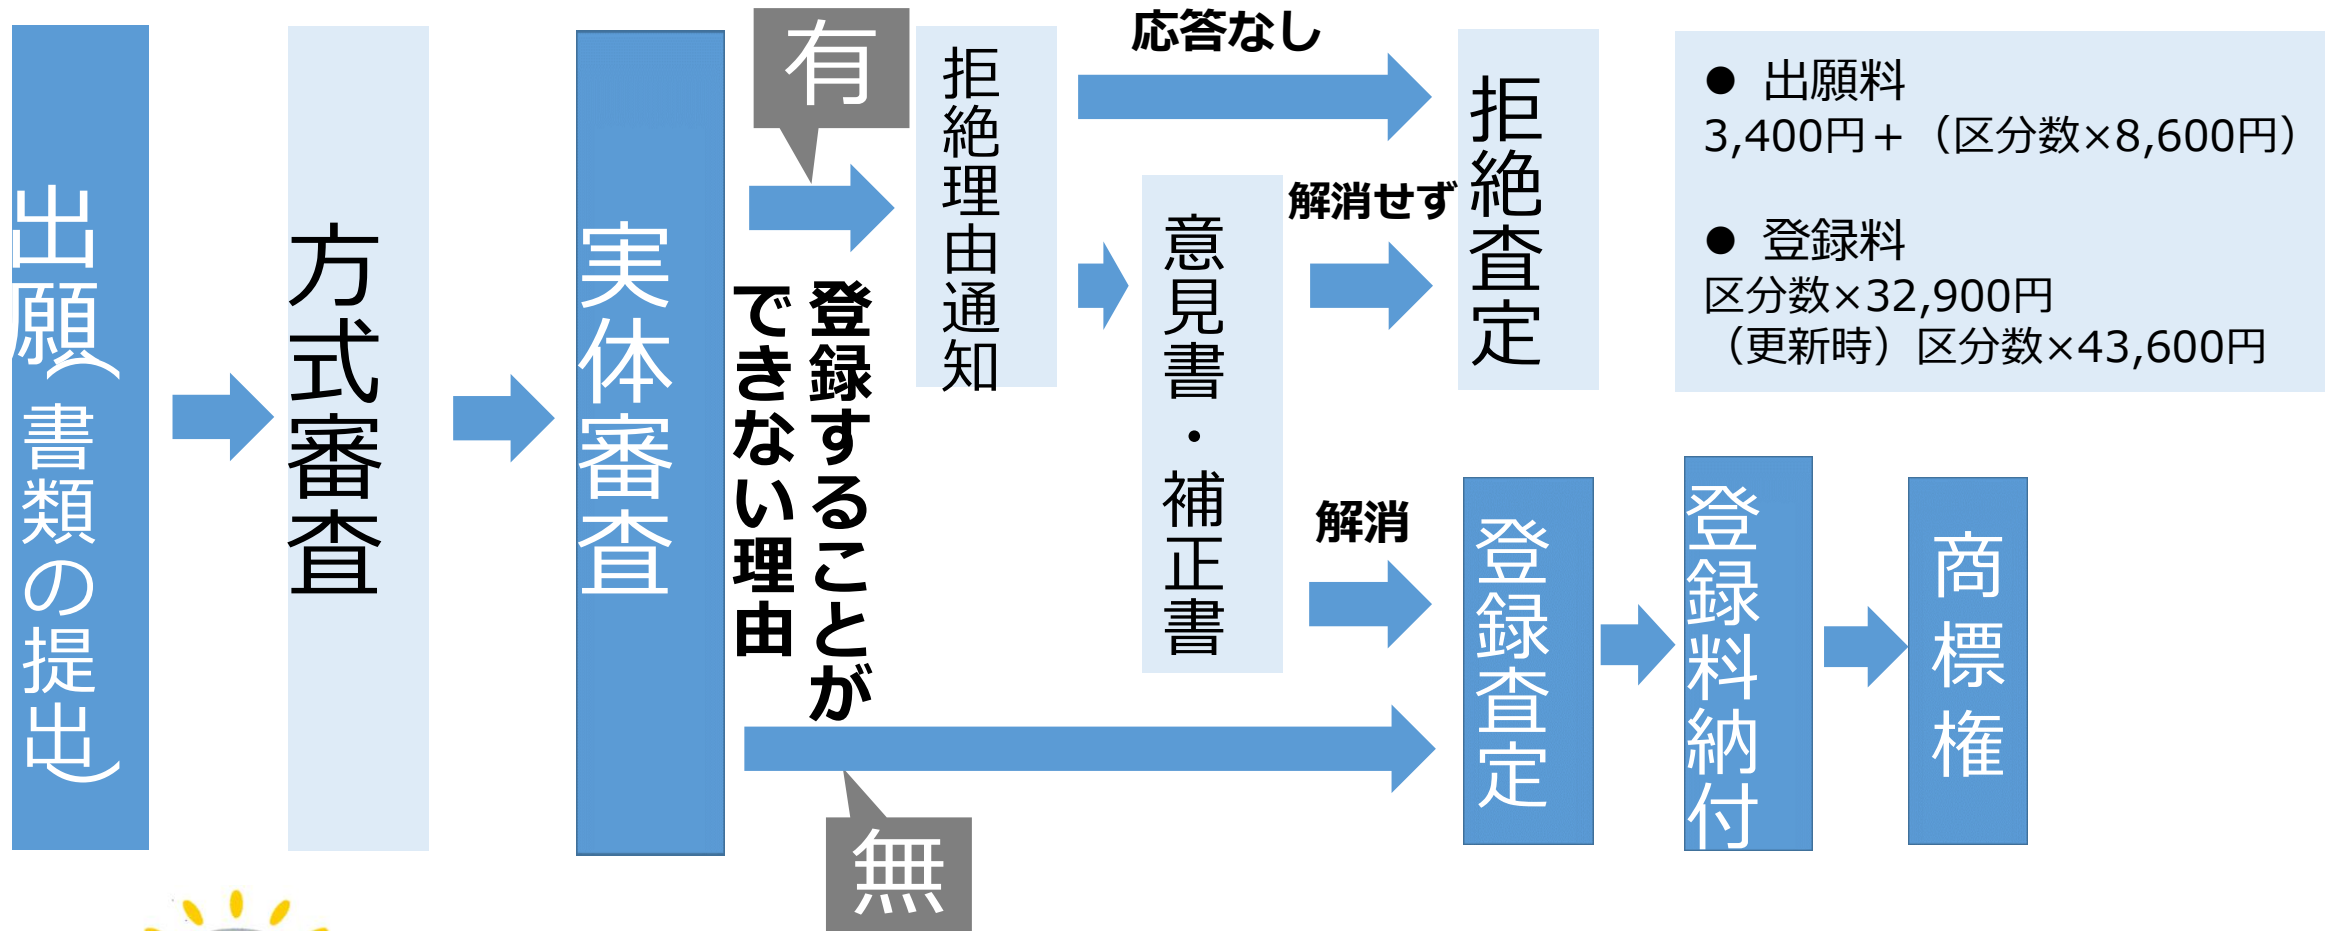 出願(書類の提出)
方式審査
実体審査
有
登録することが
できない理由
無
拒絶理由通知
応答なし
意見書・補正書
解消せず
拒絶査定
解消
登録査定
登録料納付
商標権
● 出願料
3,400円+（区分数×8,600円）
● 登録料
区分数×32,900円
（更新時）区分数×43,600円